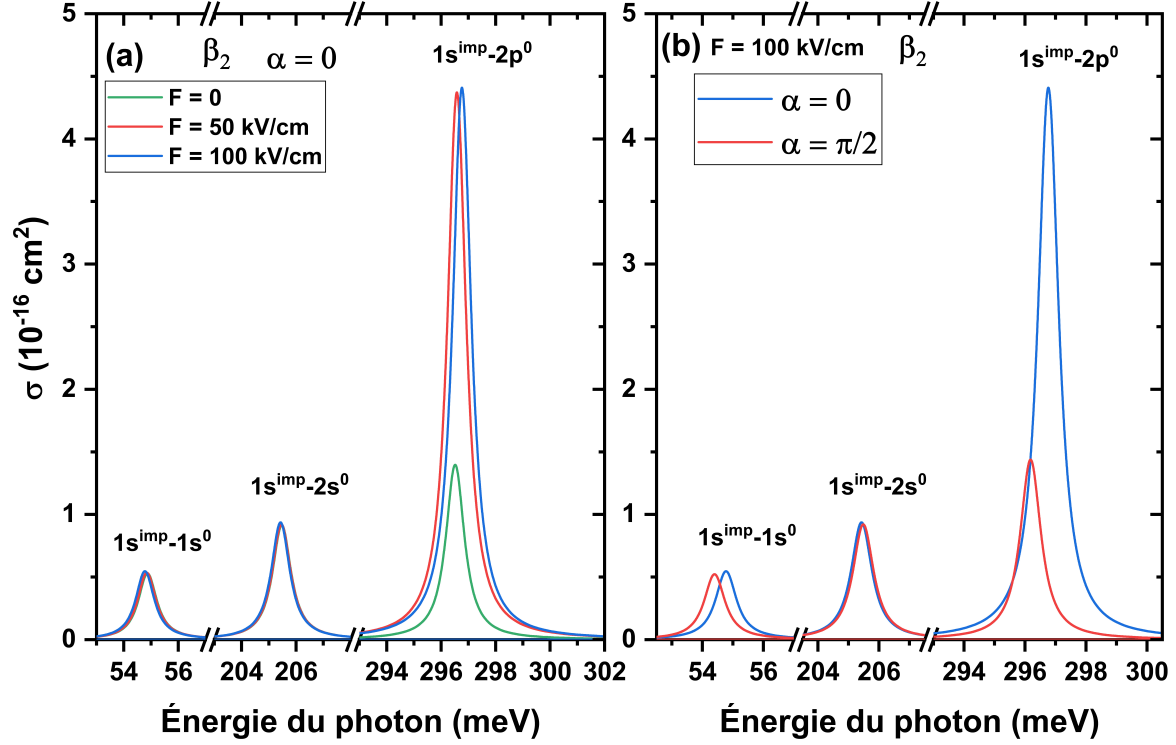 (a) β₂ α = 0
1sⁱᵐᵖ-2p⁰
F = 0
F = 50 kV/cm
F = 100 kV/cm
1sⁱᵐᵖ-2s⁰
1sⁱᵐᵖ-1s⁰
5
4
3
2
1
0
σ (10⁻¹⁶ cm²)
54 56 204 206 294 296 298 300 302
Énergie du photon (meV)
(b) F = 100 kV/cm β₂
1sⁱᵐᵖ-2p⁰
α = 0
α = π/2
1sⁱᵐᵖ-2s⁰
1sⁱᵐᵖ-1s⁰
5
4
3
2
1
0
54 56 204 206 294 296 298 300
Énergie du photon (meV)